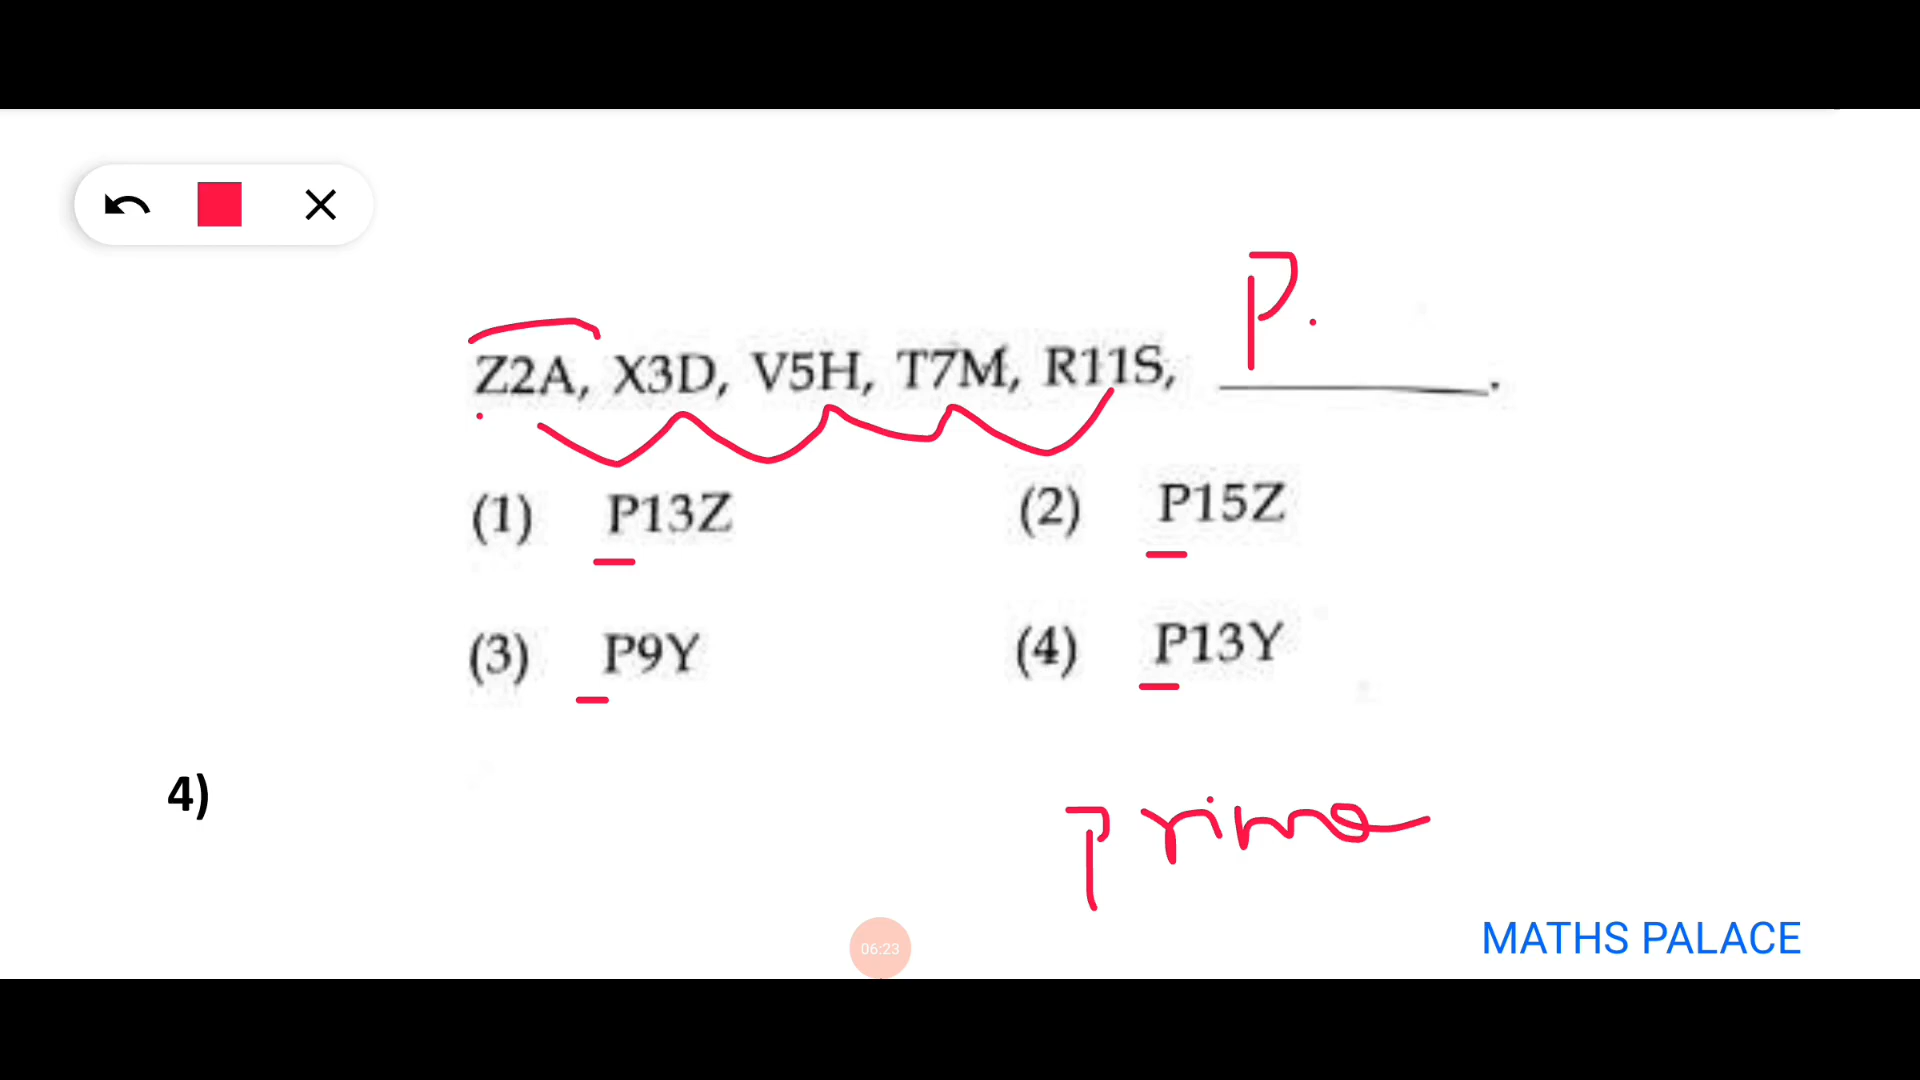 P.
Z2A, X3D, V5H, T7M, R11S, ________.
(1) P13Z (2) P15Z
(3) P9Y (4) P13Y
4)
prime
MATHS PALACE
06:23